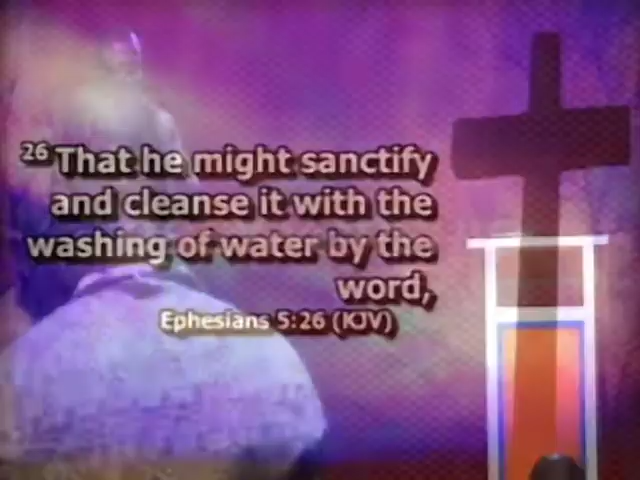 26 That he might sanctify
and cleanse it with the
washing of water by the
word,
Ephesians 5:26 (KJV)